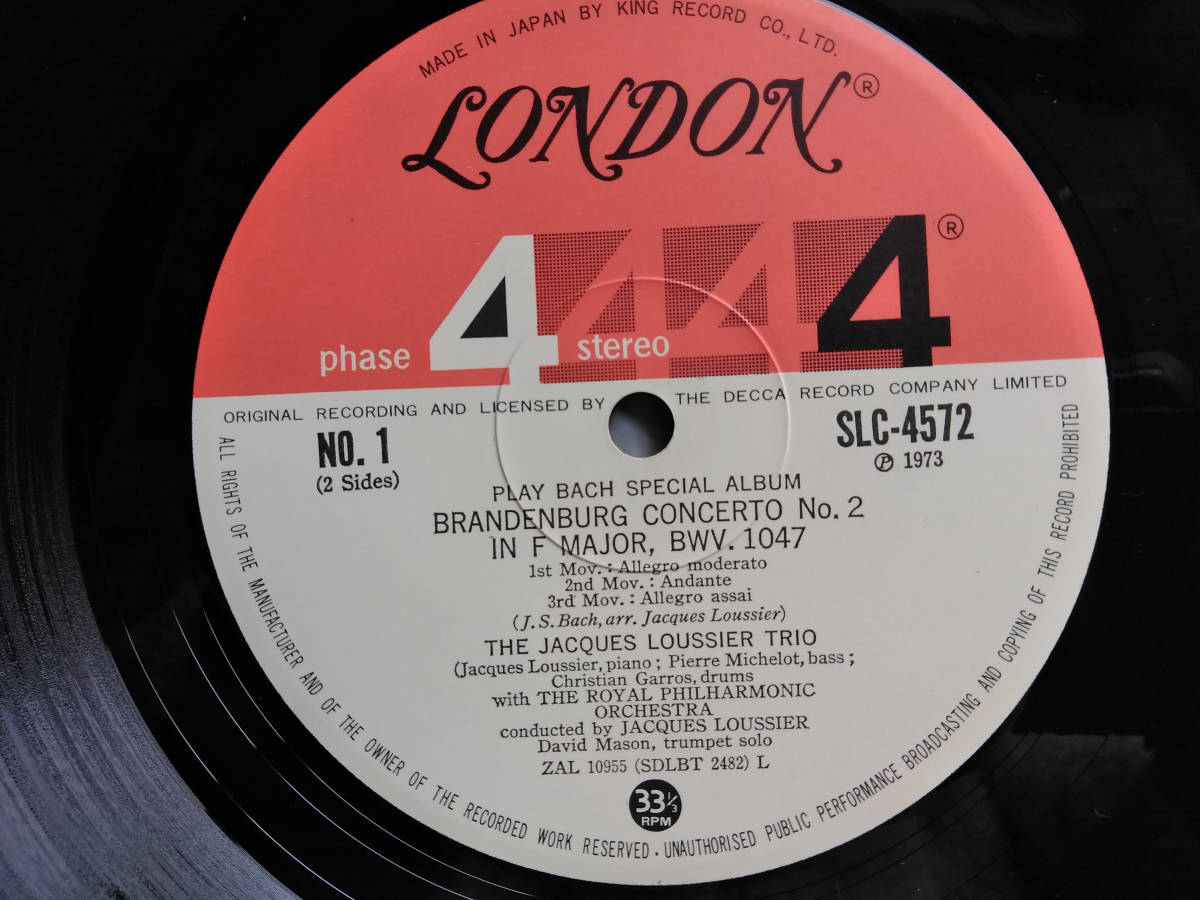 MADE IN JAPAN BY KING RECORD CO., LTD.
LONDON®
phase 4 stereo 4 4 4®
ORIGINAL RECORDING AND LICENSED BY THE DECCA RECORD COMPANY LIMITED
NO. 1
(2 Sides)
SLC-4572
Ⓟ 1973
PLAY BACH SPECIAL ALBUM
BRANDENBURG CONCERTO No. 2
IN F MAJOR, BWV. 1047
1st Mov.: Allegro moderato
2nd Mov.: Andante
3rd Mov.: Allegro assai
(J. S. Bach, arr. Jacques Loussier)
THE JACQUES LOUSSIER TRIO
(Jacques Loussier, piano; Pierre Michelot, bass;
Christian Garros, drums
with THE ROYAL PHILHARMONIC
ORCHESTRA
conducted by JACQUES LOUSSIER
David Mason, trumpet solo
ZAL 10955 (SDLBT 2482) L
33 1/3
RPM
ALL RIGHTS OF THE MANUFACTURER AND OF THE OWNER OF THE RECORDED WORK RESERVED. UNAUTHORISED PUBLIC PERFORMANCE BROADCASTING AND COPYING OF THIS RECORD PROHIBITED